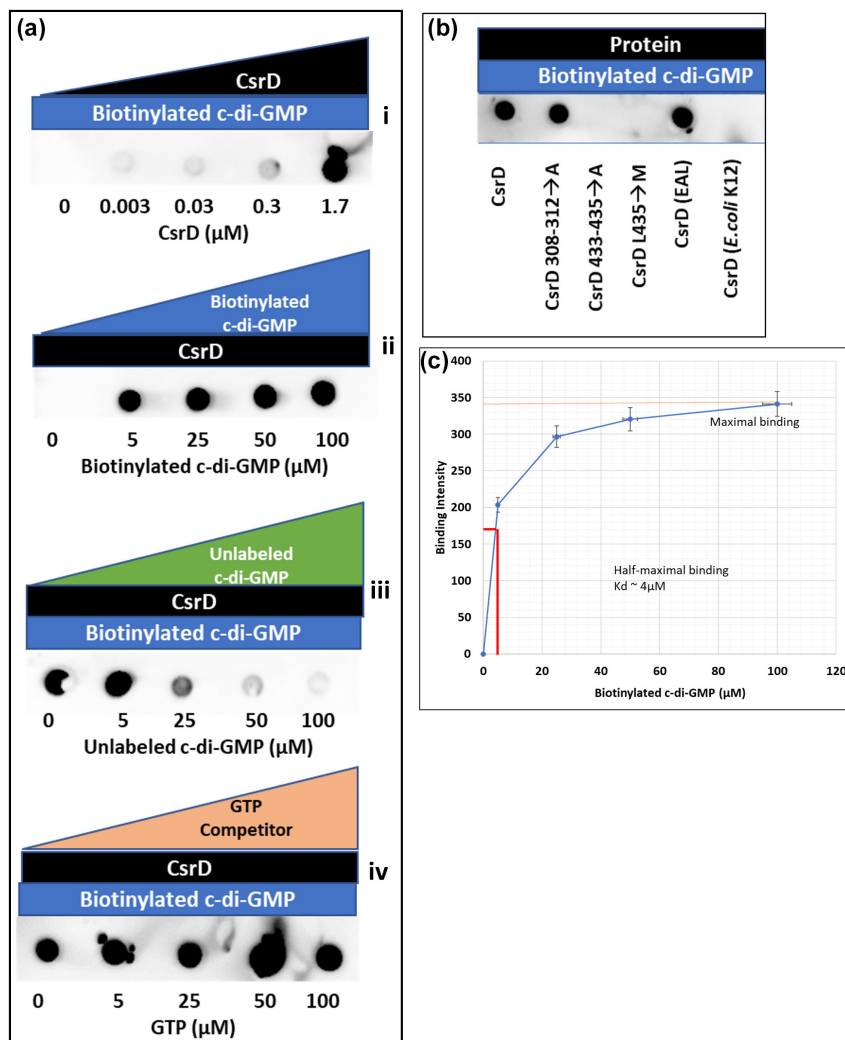 (a)
CsrD
Biotinylated c-di-GMP
i
0 0.003 0.03 0.3 1.7
CsrD (µM)
Biotinylated
c-di-GMP
CsrD
ii
0 5 25 50 100
Biotinylated c-di-GMP (µM)
Unlabeled
c-di-GMP
CsrD
iii
Biotinylated c-di-GMP
0 5 25 50 100
Unlabeled c-di-GMP (µM)
GTP
Competitor
CsrD
iv
Biotinylated c-di-GMP
0 5 25 50 100
GTP (µM)
(b)
Protein
Biotinylated c-di-GMP
CsrD
CsrD 308-312→A
CsrD 433-435→A
CsrD L435→M
CsrD (EAL)
CsrD (E.coli K12)
(c)
400
350
300
250
200
150
100
50
0
Binding Intensity
Maximal binding
Half-maximal binding
Kd ~ 4µM
0 20 40 60 80 100 120
Biotinylated c-di-GMP (µM)